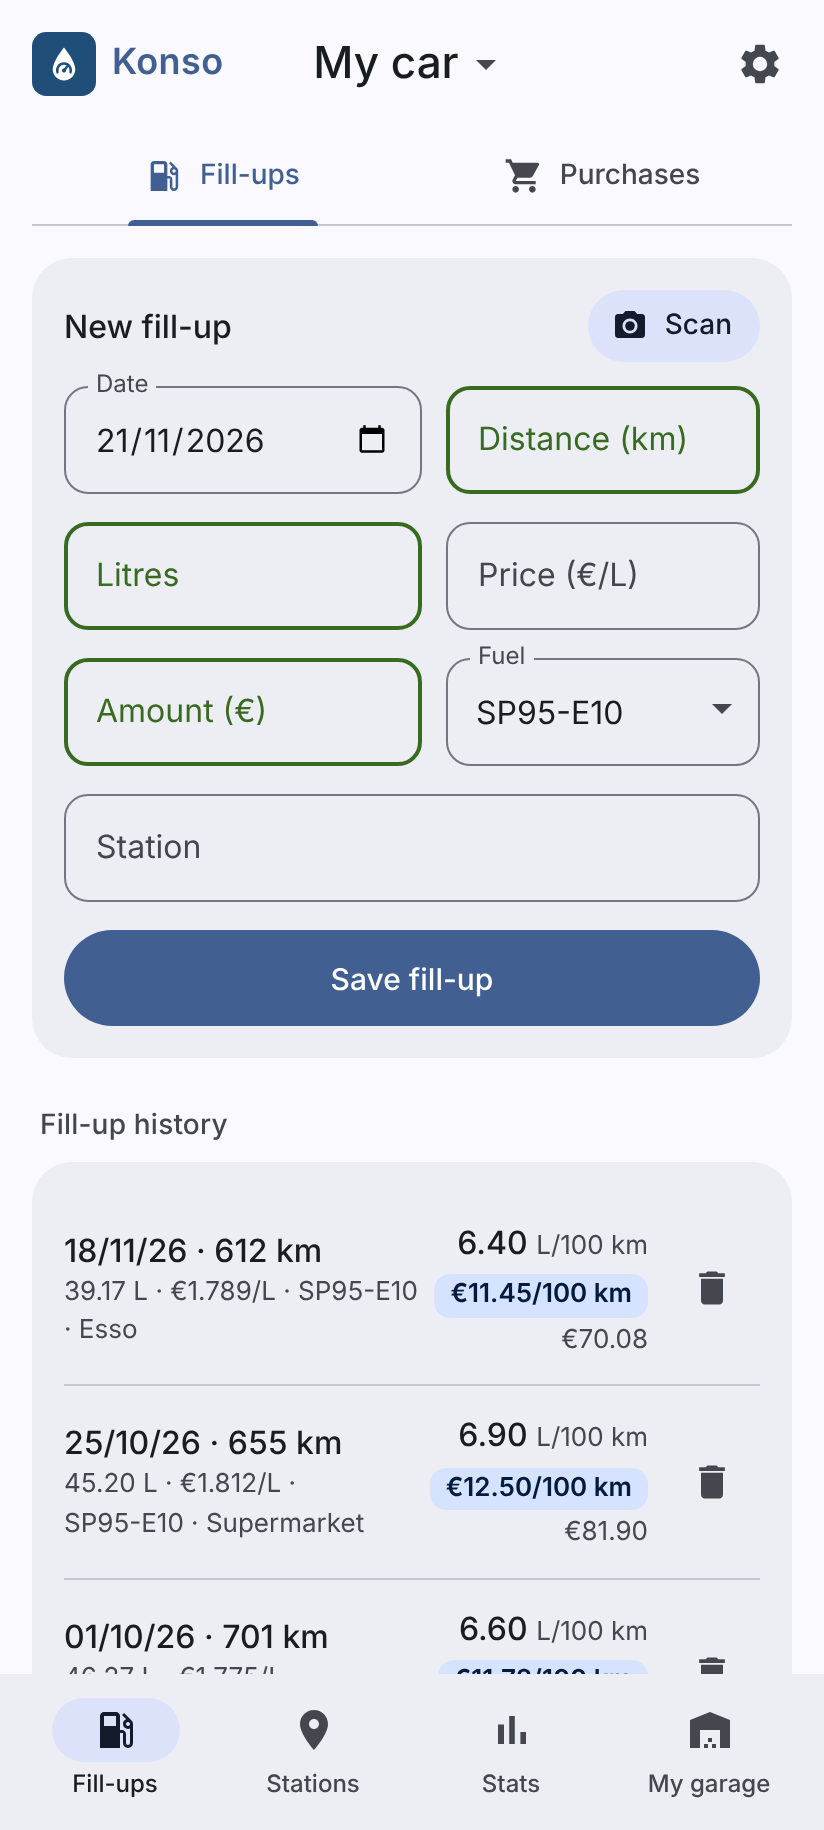 Konso
My car
Fill-ups
Purchases
New fill-up
Scan
Date
21/11/2026
Distance (km)
Litres
Price (€/L)
Amount (€)
Fuel
SP95-E10
Station
Save fill-up
Fill-up history
18/11/26 · 612 km
39.17 L · €1.789/L · SP95-E10
· Esso
6.40 L/100 km
€11.45/100 km
€70.08
25/10/26 · 655 km
45.20 L · €1.812/L ·
SP95-E10 · Supermarket
6.90 L/100 km
€12.50/100 km
€81.90
01/10/26 · 701 km
6.60 L/100 km
Fill-ups
Stations
Stats
My garage